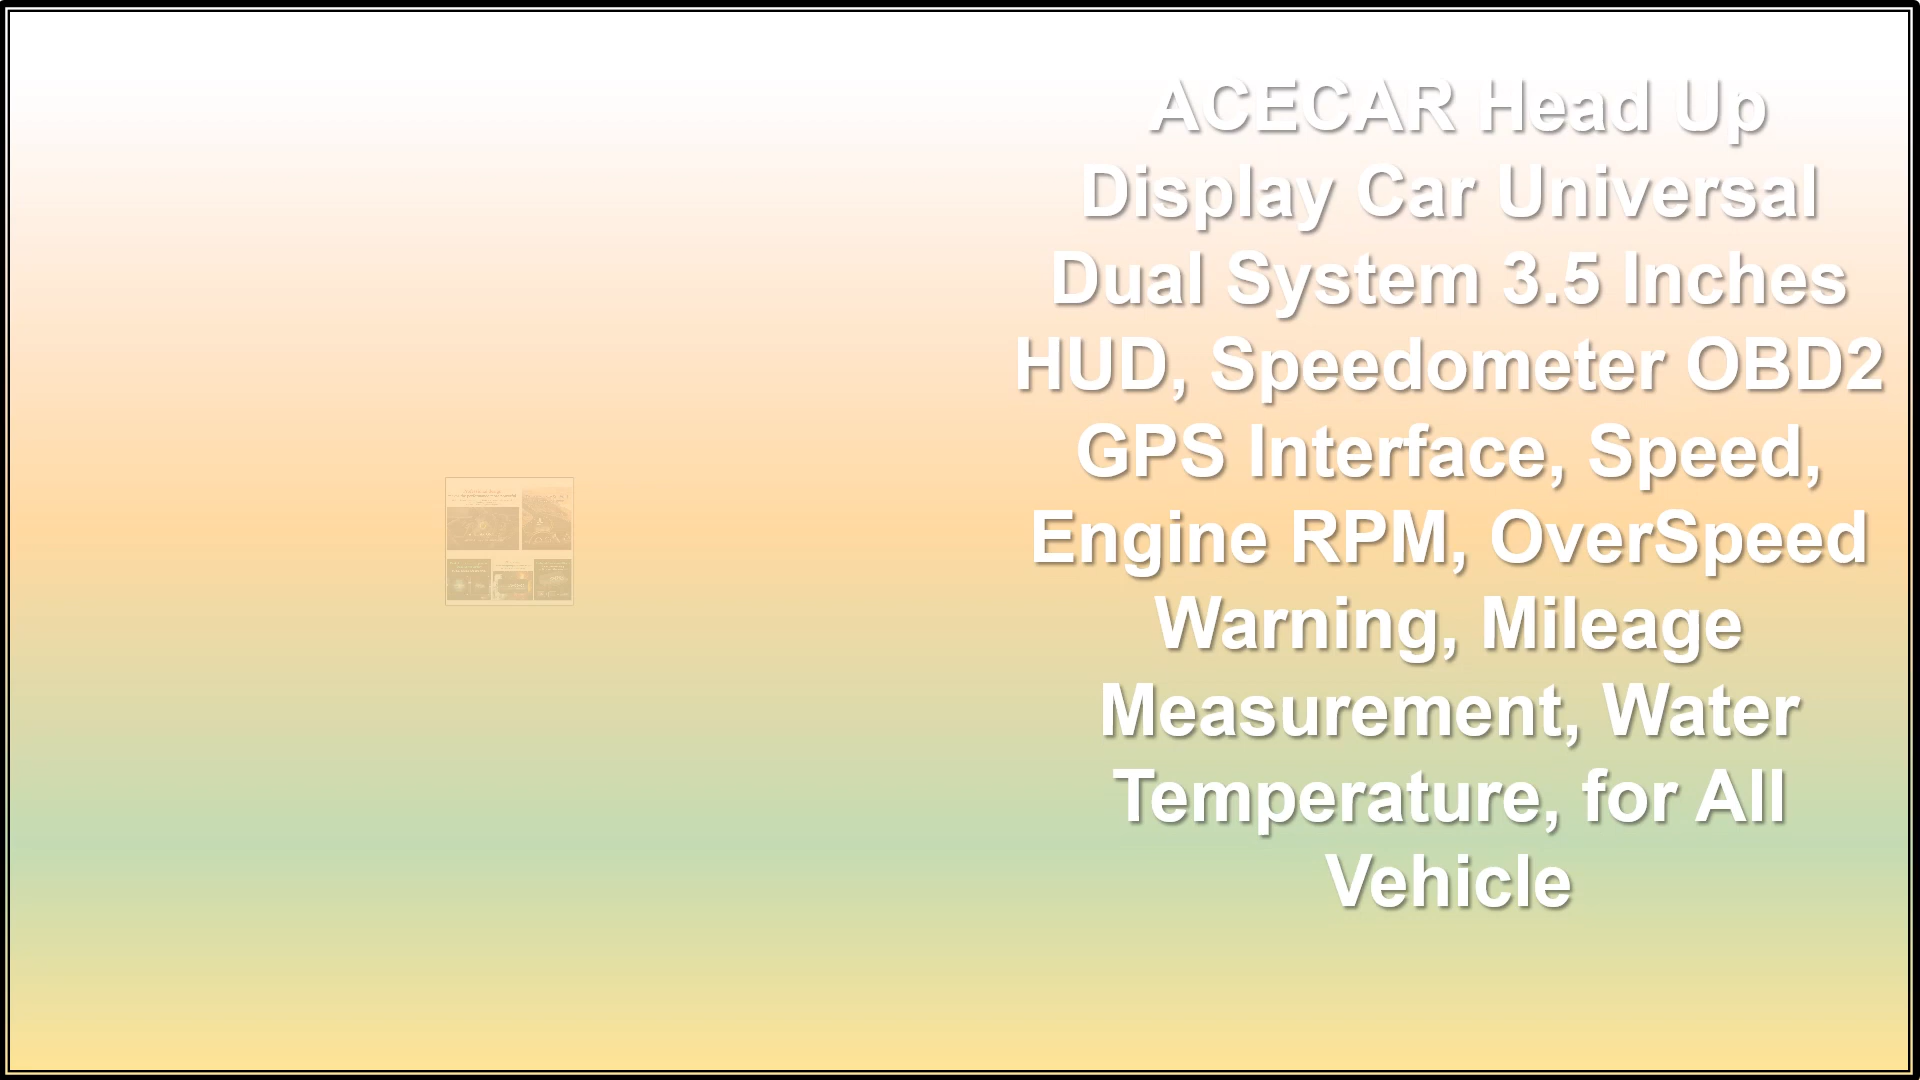 ACECAR Head Up
Display Car Universal
Dual System 3.5 Inches
HUD, Speedometer OBD2
GPS Interface, Speed,
Engine RPM, OverSpeed
Warning, Mileage
Measurement, Water
Temperature, for All
Vehicle